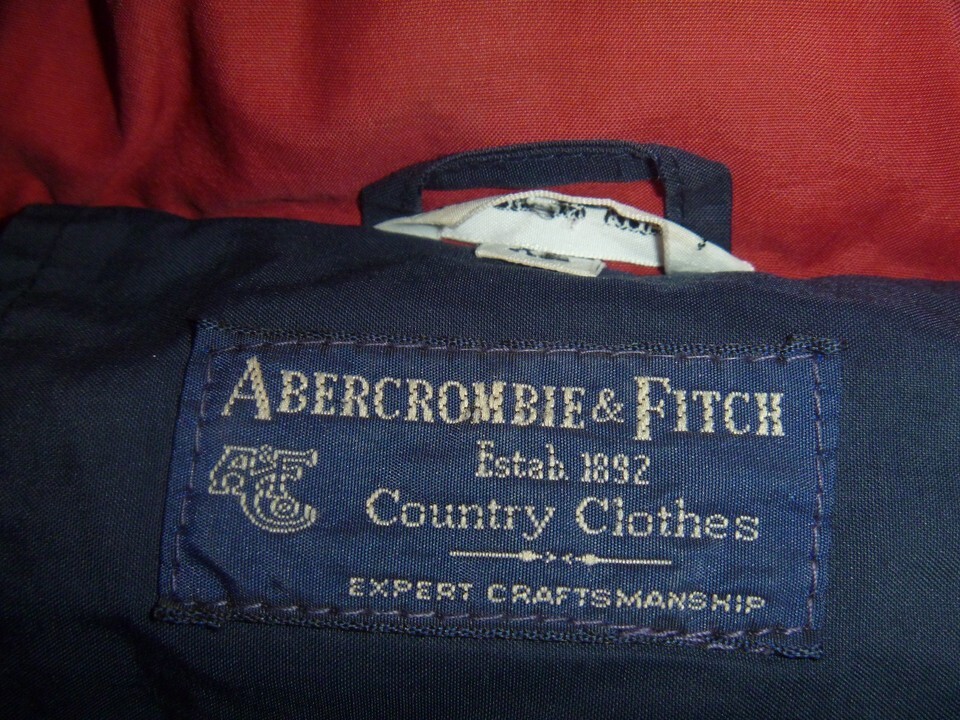 ABERCROMBIE & FITCH
A&F
Estab. 1892
Country Clothes
EXPERT CRAFTSMANSHIP